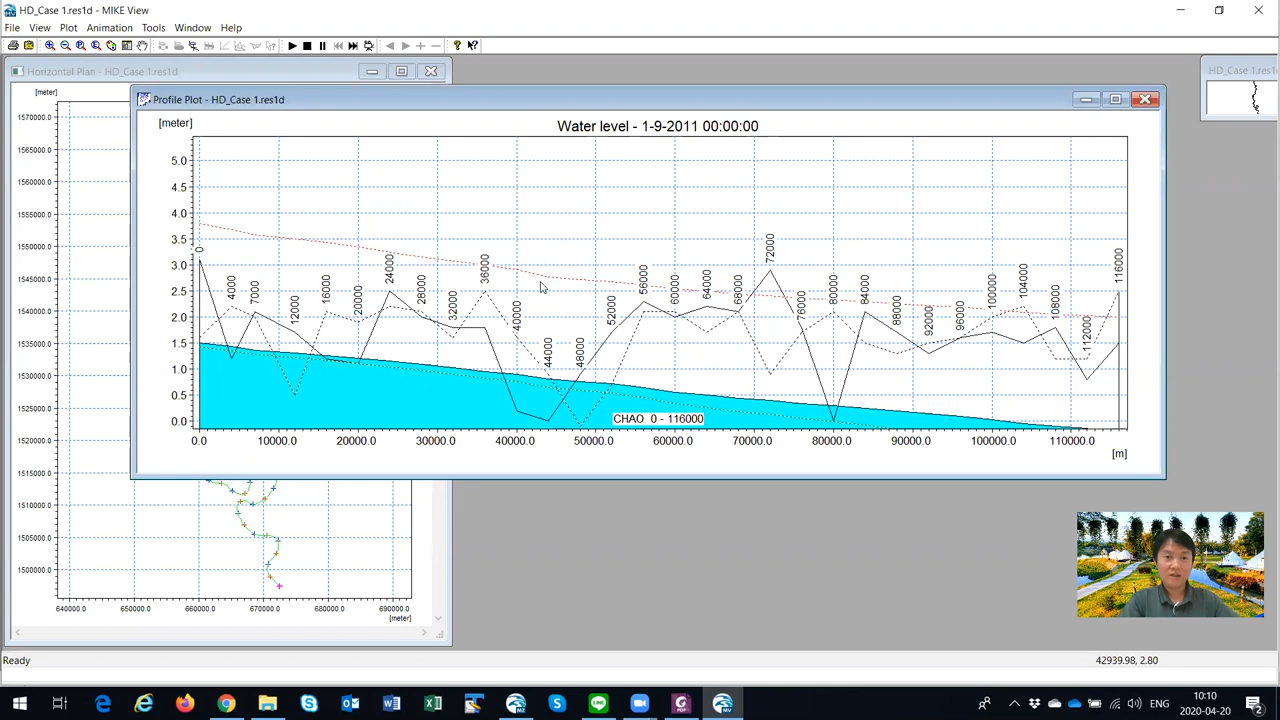 HD_Case 1.res1d - MIKE View
File View Plot Animation Tools Window Help
Horizontal Plan - HD_Case 1.res1d
HD_Case 1.res1d
[meter]
1570000.0
1565000.0
1560000.0
1555000.0
1550000.0
1545000.0
1540000.0
1535000.0
1530000.0
1525000.0
1520000.0
1515000.0
1510000.0
1505000.0
1500000.0
640000.0 650000.0 660000.0 670000.0 680000.0 690000.0
[meter]
Profile Plot - HD_Case 1.res1d
[meter]
Water level - 1-9-2011 00:00:00
5.0
4.5
4.0
3.5
3.0
2.5
2.0
1.5
1.0
0.5
0.0
0 4000 7000 12000 16000 20000 24000 28000 32000 36000 40000 44000 48000 52000 56000 60000 64000 68000 72000 76000 80000 84000 88000 92000 96000 100000 104000 108000 112000 116000
CHAO 0 - 116000
0.0 10000.0 20000.0 30000.0 40000.0 50000.0 60000.0 70000.0 80000.0 90000.0 100000.0 110000.0
[m]
Ready
42939.98, 2.80
ENG
10:10
2020-04-20
2